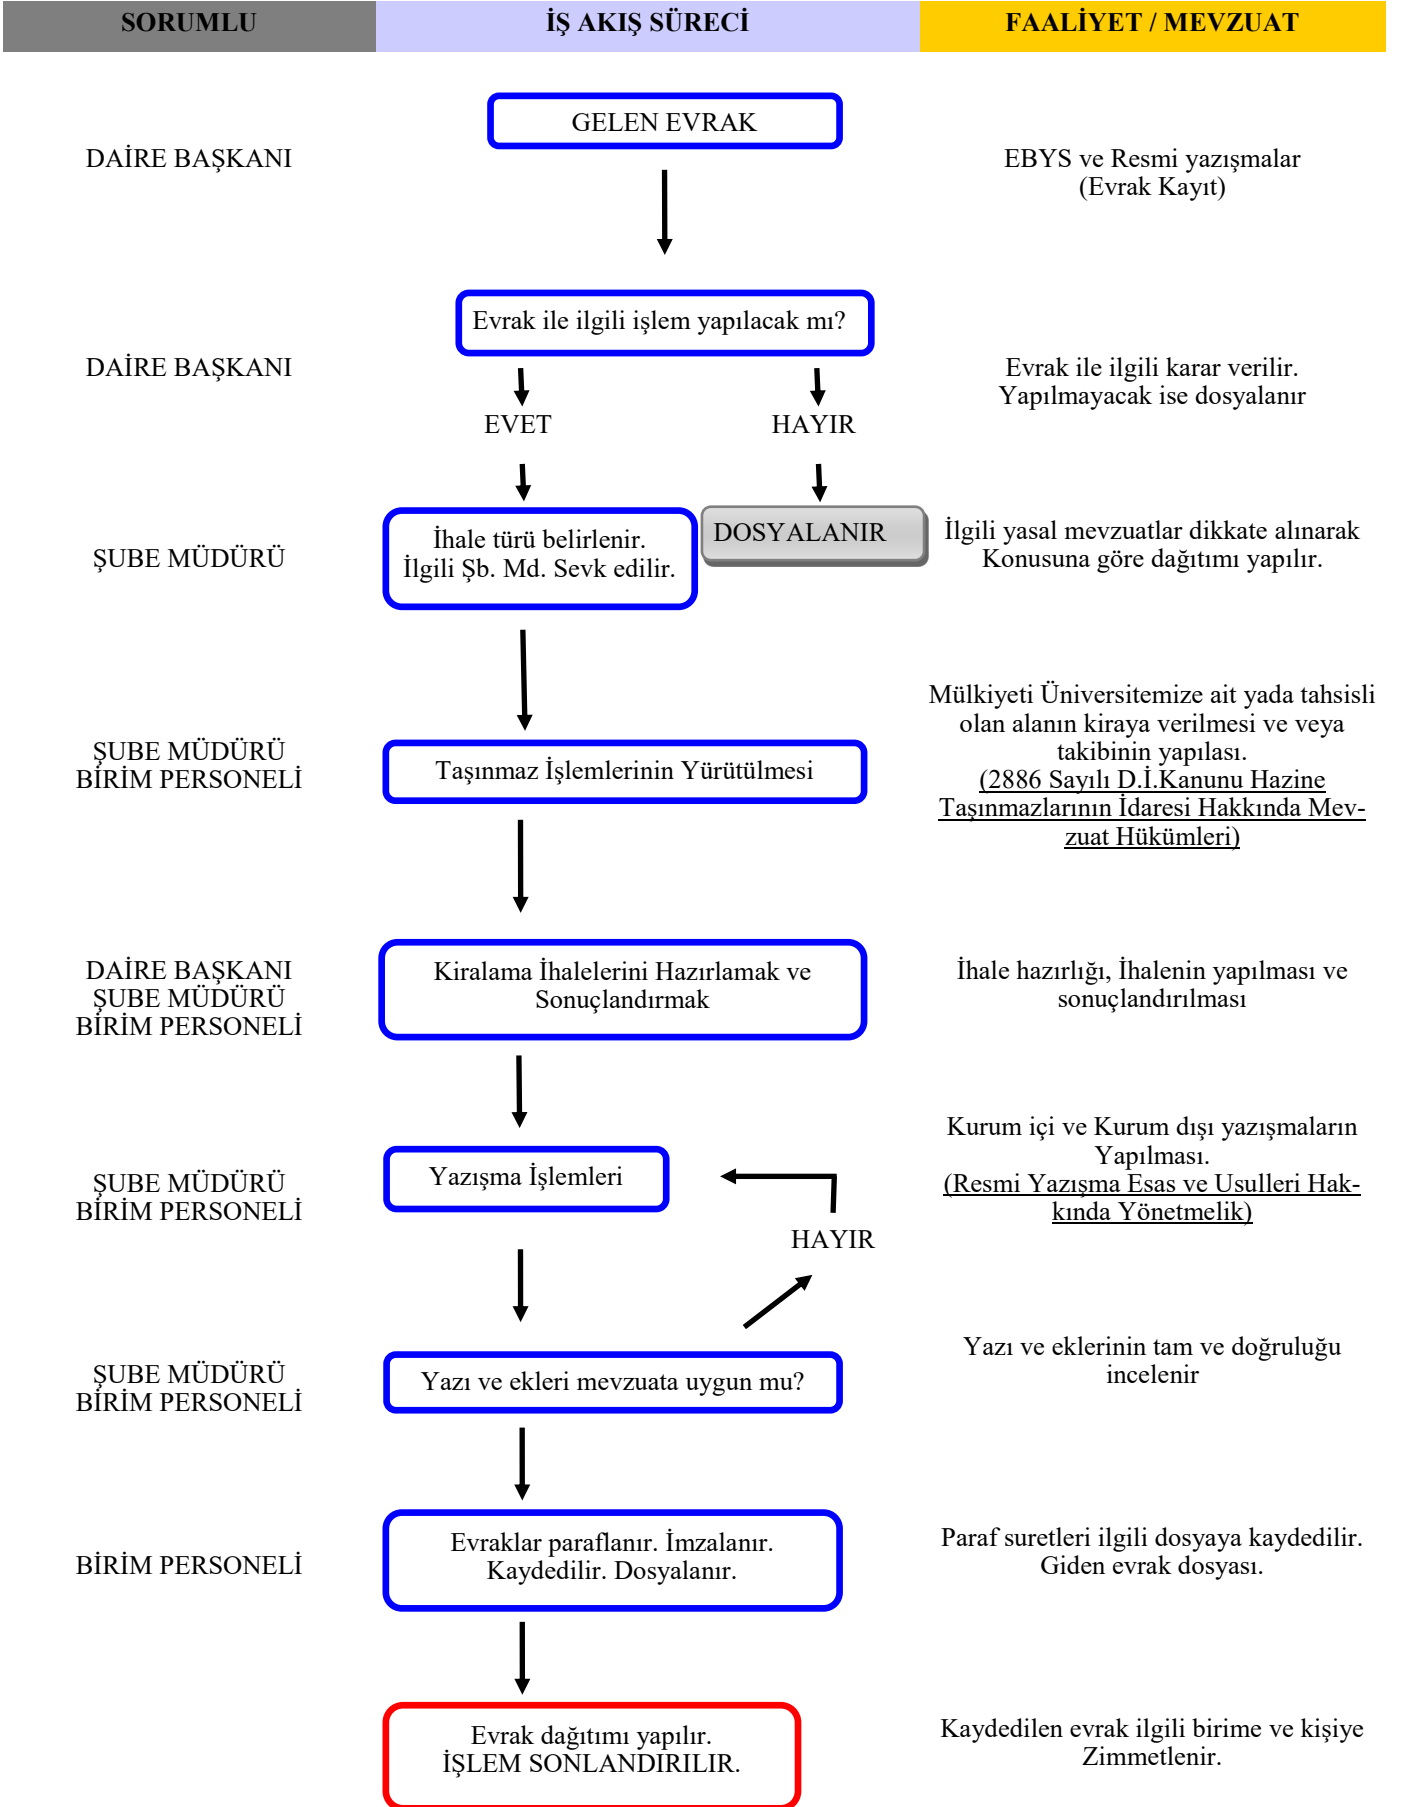 SORUMLU
İŞ AKIŞ SÜRECİ
FAALİYET / MEVZUAT
GELEN EVRAK
DAİRE BAŞKANI
EBYS ve Resmi yazışmalar
(Evrak Kayıt)
Evrak ile ilgili işlem yapılacak mı?
DAİRE BAŞKANI
Evrak ile ilgili karar verilir.
Yapılmayacak ise dosyalanır
EVET
HAYIR
ŞUBE MÜDÜRÜ
İhale türü belirlenir.
İlgili Şb. Md. Sevk edilir.
DOSYALANIR
İlgili yasal mevzuatlar dikkate alınarak
Konusuna göre dağıtımı yapılır.
ŞUBE MÜDÜRÜ
BİRİM PERSONELİ
Taşınmaz İşlemlerinin Yürütülmesi
Mülkiyeti Üniversitemize ait yada tahsisli
olan alanın kiraya verilmesi ve veya
takibinin yapılası.
(2886 Sayılı D.İ.Kanunu Hazine
Taşınmazlarının İdaresi Hakkında Mev-
zuat Hükümleri)
DAİRE BAŞKANI
ŞUBE MÜDÜRÜ
BİRİM PERSONELİ
Kiralama İhalelerini Hazırlamak ve
Sonuçlandırmak
İhale hazırlığı, İhalenin yapılması ve
sonuçlandırılması
ŞUBE MÜDÜRÜ
BİRİM PERSONELİ
Yazışma İşlemleri
HAYIR
Kurum içi ve Kurum dışı yazışmaların
Yapılması.
(Resmi Yazışma Esas ve Usulleri Hak-
kında Yönetmelik)
ŞUBE MÜDÜRÜ
BİRİM PERSONELİ
Yazı ve ekleri mevzuata uygun mu?
Yazı ve eklerinin tam ve doğruluğu
incelenir
BİRİM PERSONELİ
Evraklar paraflanır. İmzalanır.
Kaydedilir. Dosyalanır.
Paraf suretleri ilgili dosyaya kaydedilir.
Giden evrak dosyası.
Evrak dağıtımı yapılır.
İŞLEM SONLANDIRILIR.
Kaydedilen evrak ilgili birime ve kişiye
Zimmetlenir.